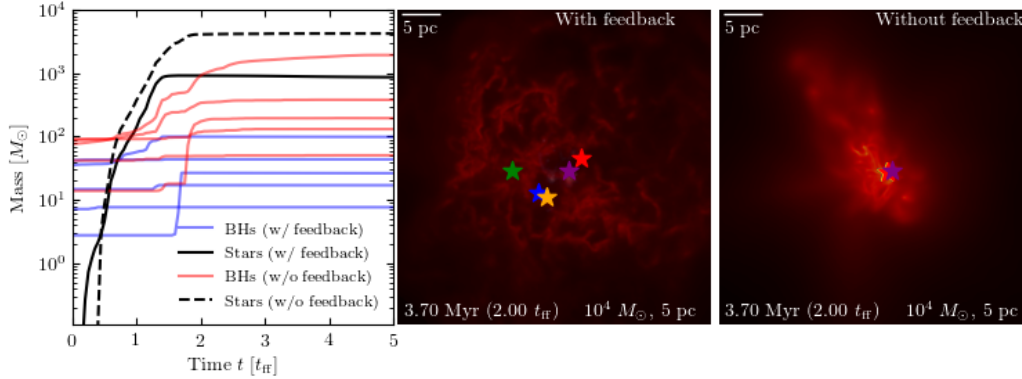 Mass [M⊙]
10⁴
10³
10²
10¹
10⁰
BHs (w/ feedback)
Stars (w/ feedback)
BHs (w/o feedback)
Stars (w/o feedback)
0 1 2 3 4 5
Time t [t_ff]
5 pc
With feedback
3.70 Myr (2.00 t_ff) 10⁴ M⊙, 5 pc
5 pc
Without feedback
3.70 Myr (2.00 t_ff) 10⁴ M⊙, 5 pc